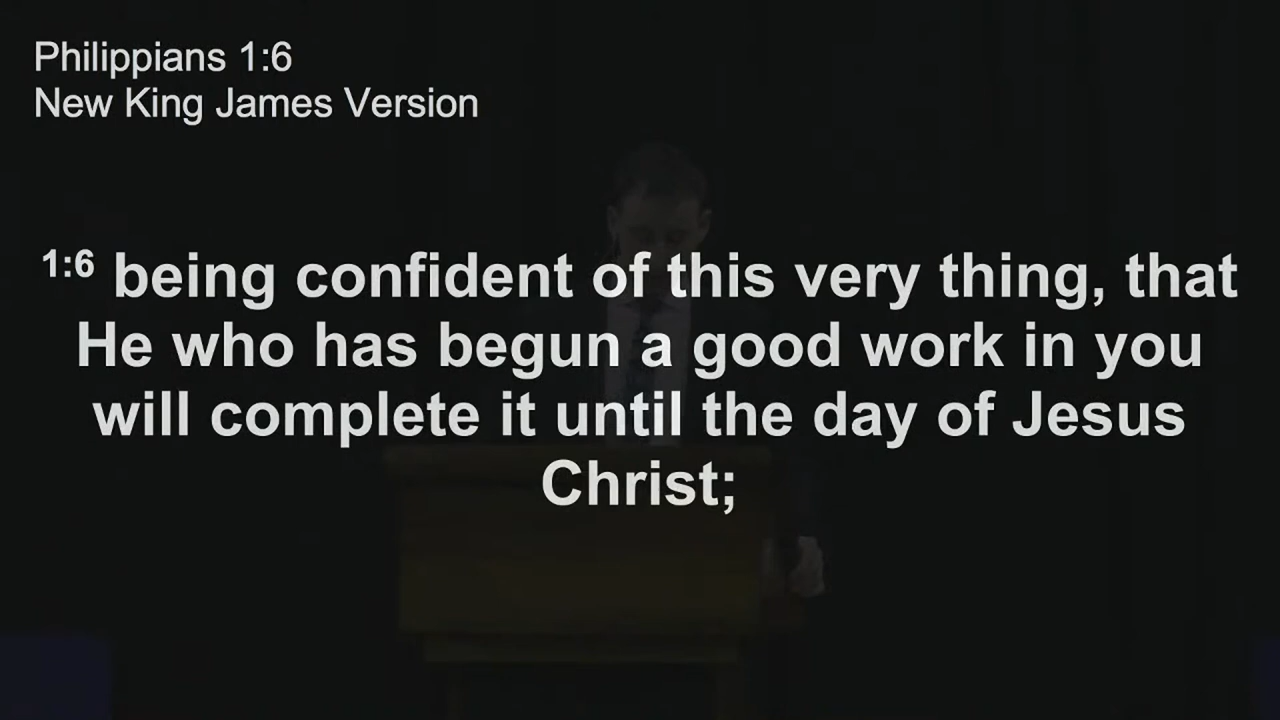 Philippians 1:6
New King James Version
1:6 being confident of this very thing, that
He who has begun a good work in you
will complete it until the day of Jesus
Christ;